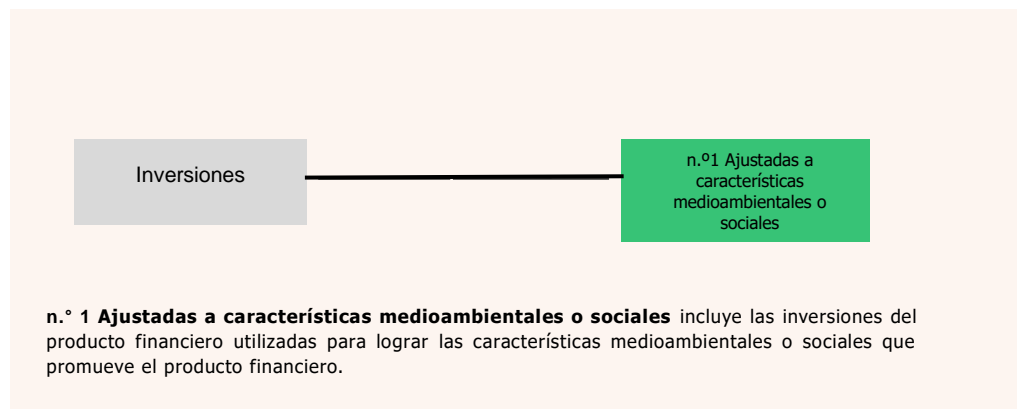 Inversiones
n.º1 Ajustadas a
características
medioambientales o
sociales
n.° 1 Ajustadas a características medioambientales o sociales incluye las inversiones del
producto financiero utilizadas para lograr las características medioambientales o sociales que
promueve el producto financiero.